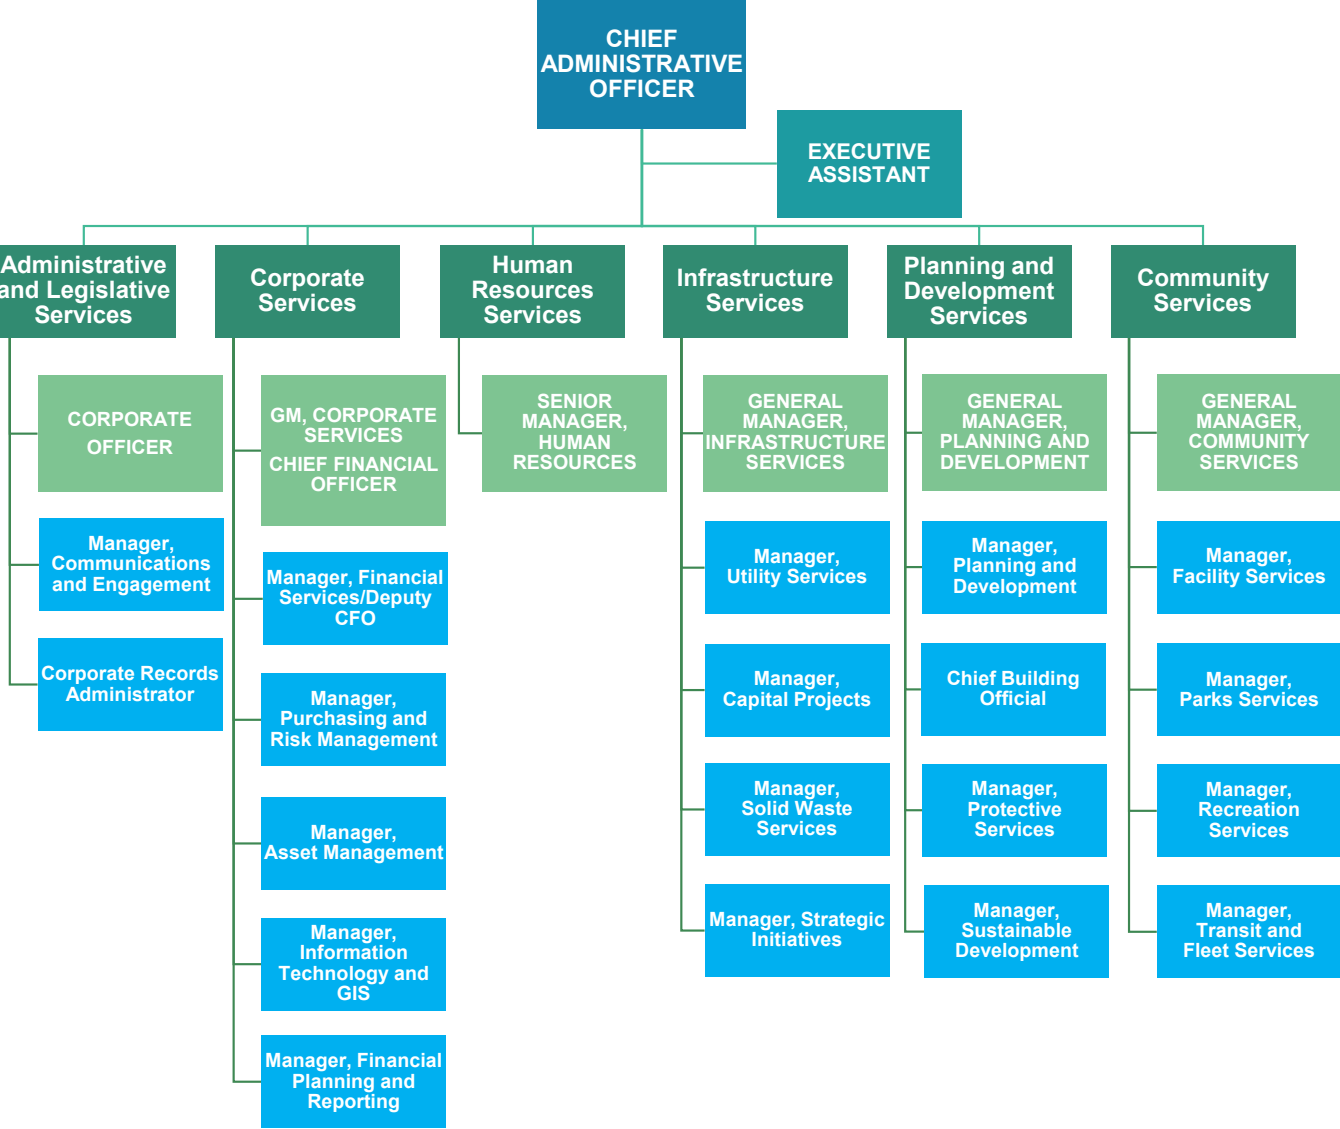 CHIEF
ADMINISTRATIVE
OFFICER
EXECUTIVE
ASSISTANT
Administrative
and Legislative
Services
Corporate
Services
Human
Resources
Services
Infrastructure
Services
Planning and
Development
Services
Community
Services
CORPORATE
OFFICER
Manager,
Communications
and Engagement
Corporate Records
Administrator
GM, CORPORATE
SERVICES
CHIEF FINANCIAL
OFFICER
Manager, Financial
Services/Deputy
CFO
Manager,
Purchasing and
Risk Management
Manager,
Asset Management
Manager,
Information
Technology and
GIS
Manager, Financial
Planning and
Reporting
SENIOR
MANAGER,
HUMAN
RESOURCES
GENERAL
MANAGER,
INFRASTRUCTURE
SERVICES
Manager,
Utility Services
Manager,
Capital Projects
Manager,
Solid Waste
Services
Manager, Strategic
Initiatives
GENERAL
MANAGER,
PLANNING AND
DEVELOPMENT
Manager,
Planning and
Development
Chief Building
Official
Manager,
Protective
Services
Manager,
Sustainable
Development
GENERAL
MANAGER,
COMMUNITY
SERVICES
Manager,
Facility Services
Manager,
Parks Services
Manager,
Recreation
Services
Manager,
Transit and
Fleet Services